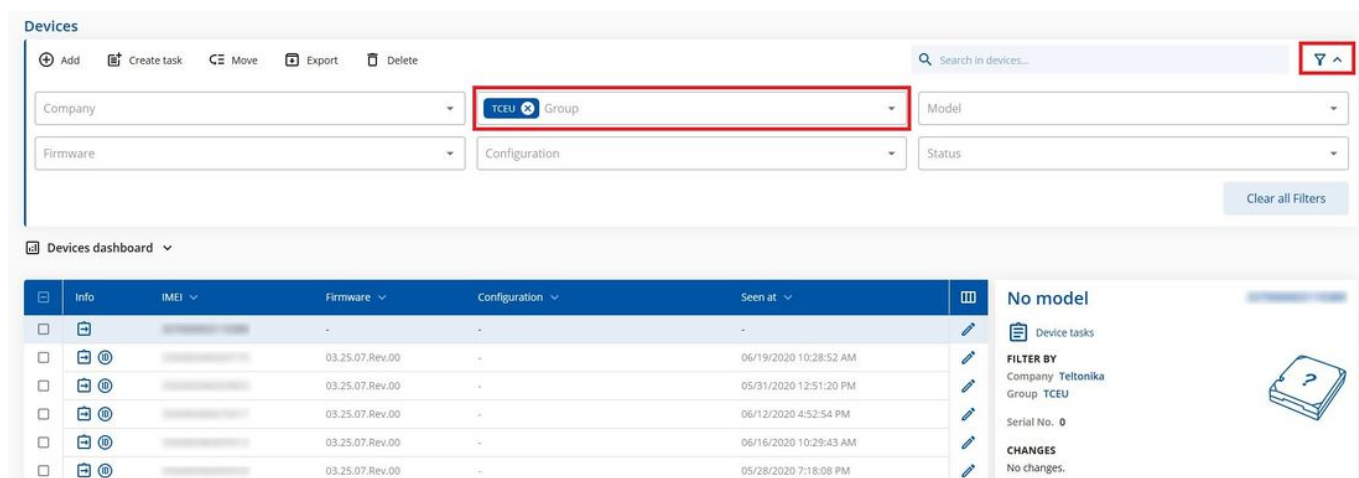 Devices
Add Create task Move Export Delete Search in devices...
Company TCEU Group Model
Firmware Configuration Status
Clear all Filters
Devices dashboard
Info IMEI Firmware Configuration Seen at No model
- - - Device tasks
03.25.07.Rev.00 - 06/19/2020 10:28:52 AM FILTER BY
Company Teltonika
03.25.07.Rev.00 - 05/31/2020 12:51:20 PM Group TCEU
03.25.07.Rev.00 - 06/12/2020 4:52:54 PM Serial No. 0
03.25.07.Rev.00 - 06/16/2020 10:29:43 AM CHANGES
03.25.07.Rev.00 - 05/28/2020 7:18:08 PM No changes.